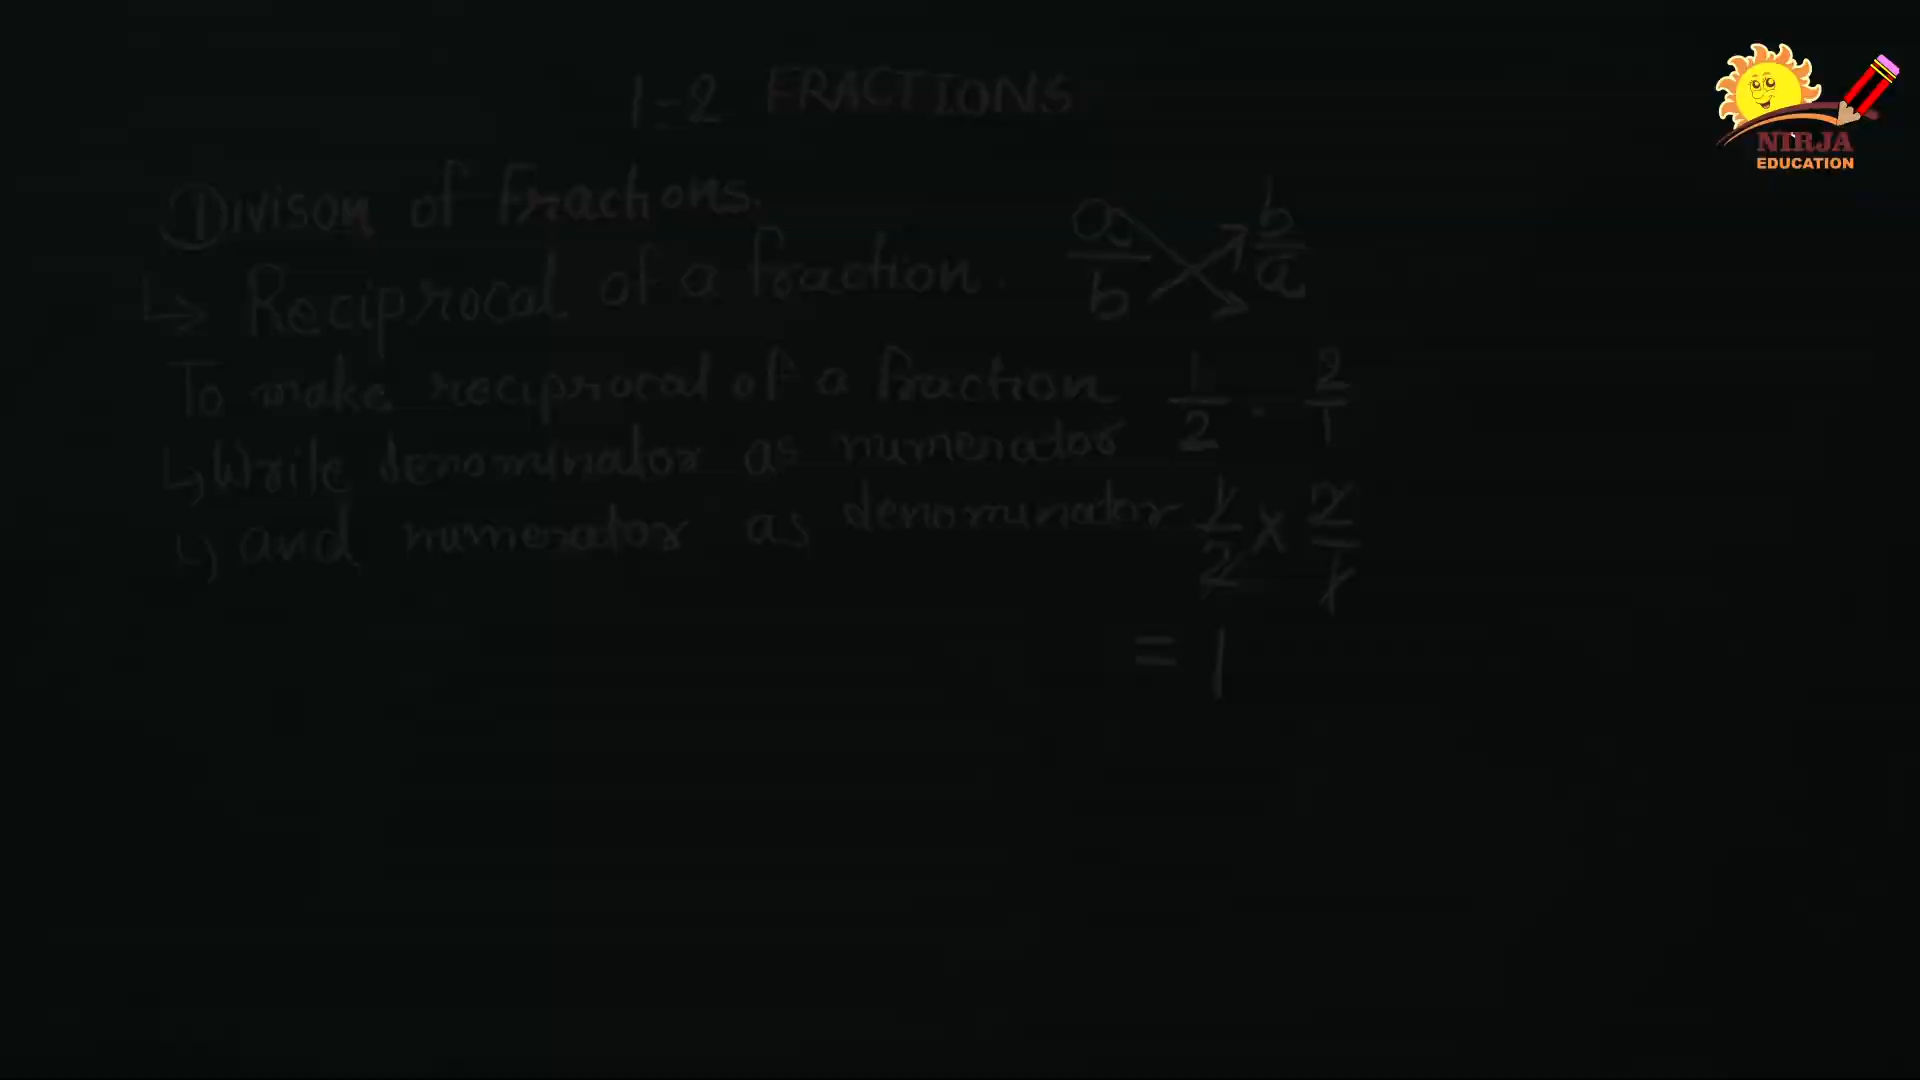 1-2 FRACTIONS
NIRJA
EDUCATION
Divison of fractions.
↳ Reciprocal of a fraction.
a/b b/a
To make reciprocal of a fraction 1/2 - 2/1
↳ Write denominator as numerator
↳ and numerator as denominator 1/2 × 2/1
= 1